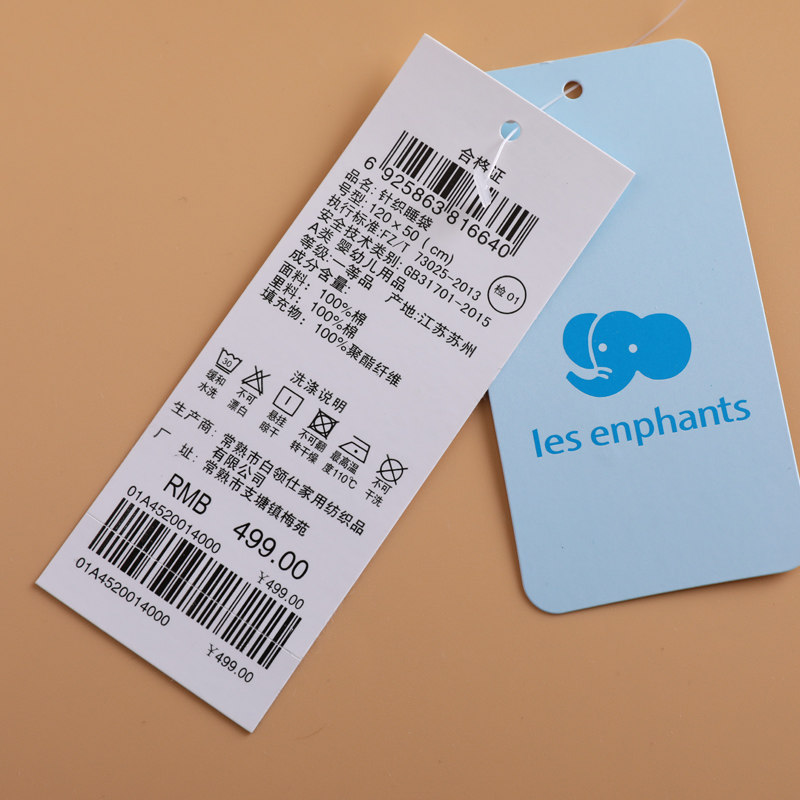 合格证
6 925863 816640
品名: 针织睡袋
号型: 120×50 (cm)
执行标准: FZ/T 73025-2013
安全技术类别: GB31701-2015
A类 婴幼儿用品
等级: 一等品 产地: 江苏苏州
检 01
成分含量:
面料: 100%棉
里料: 100%棉
填充物: 100%聚酯纤维
洗涤说明
30
缓和水洗
不可漂白
悬挂晾干
不可翻转干燥
最高温度110℃
不可干洗
生产商: 常熟市白领仕家用纺织品
有限公司
厂 址: 常熟市支塘镇梅苑
RMB 499.00
01A4520014000 ¥499.00
01A4520014000 ¥499.00
les enphants